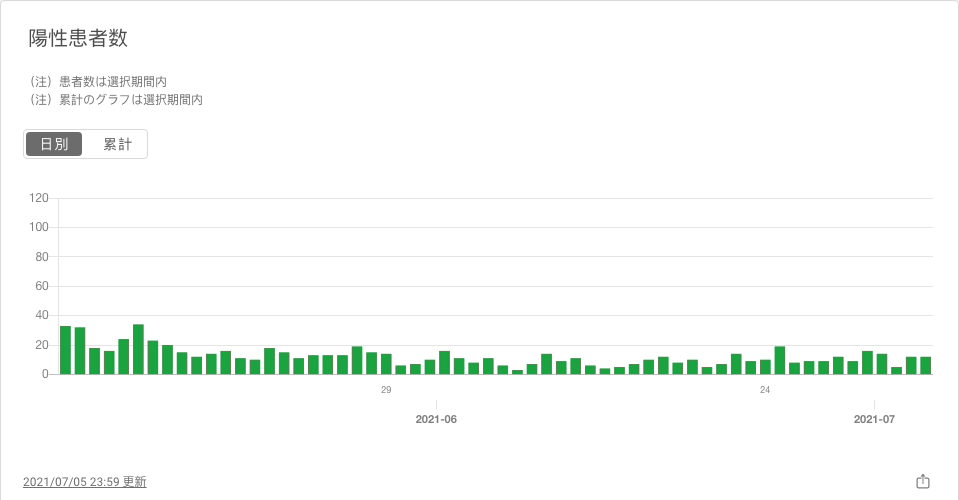 陽性患者数
（注）患者数は選択期間内
（注）累計のグラフは選択期間内
日別 累計
120
100
80
60
40
20
0
29 24
2021-06 2021-07
2021/07/05 23:59 更新